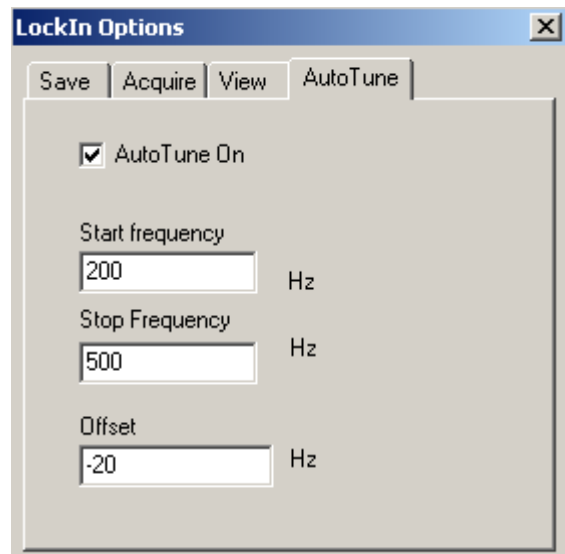 LockIn Options
Save Acquire View AutoTune
AutoTune On
Start frequency
200 Hz
Stop Frequency
500 Hz
Offset
-20 Hz